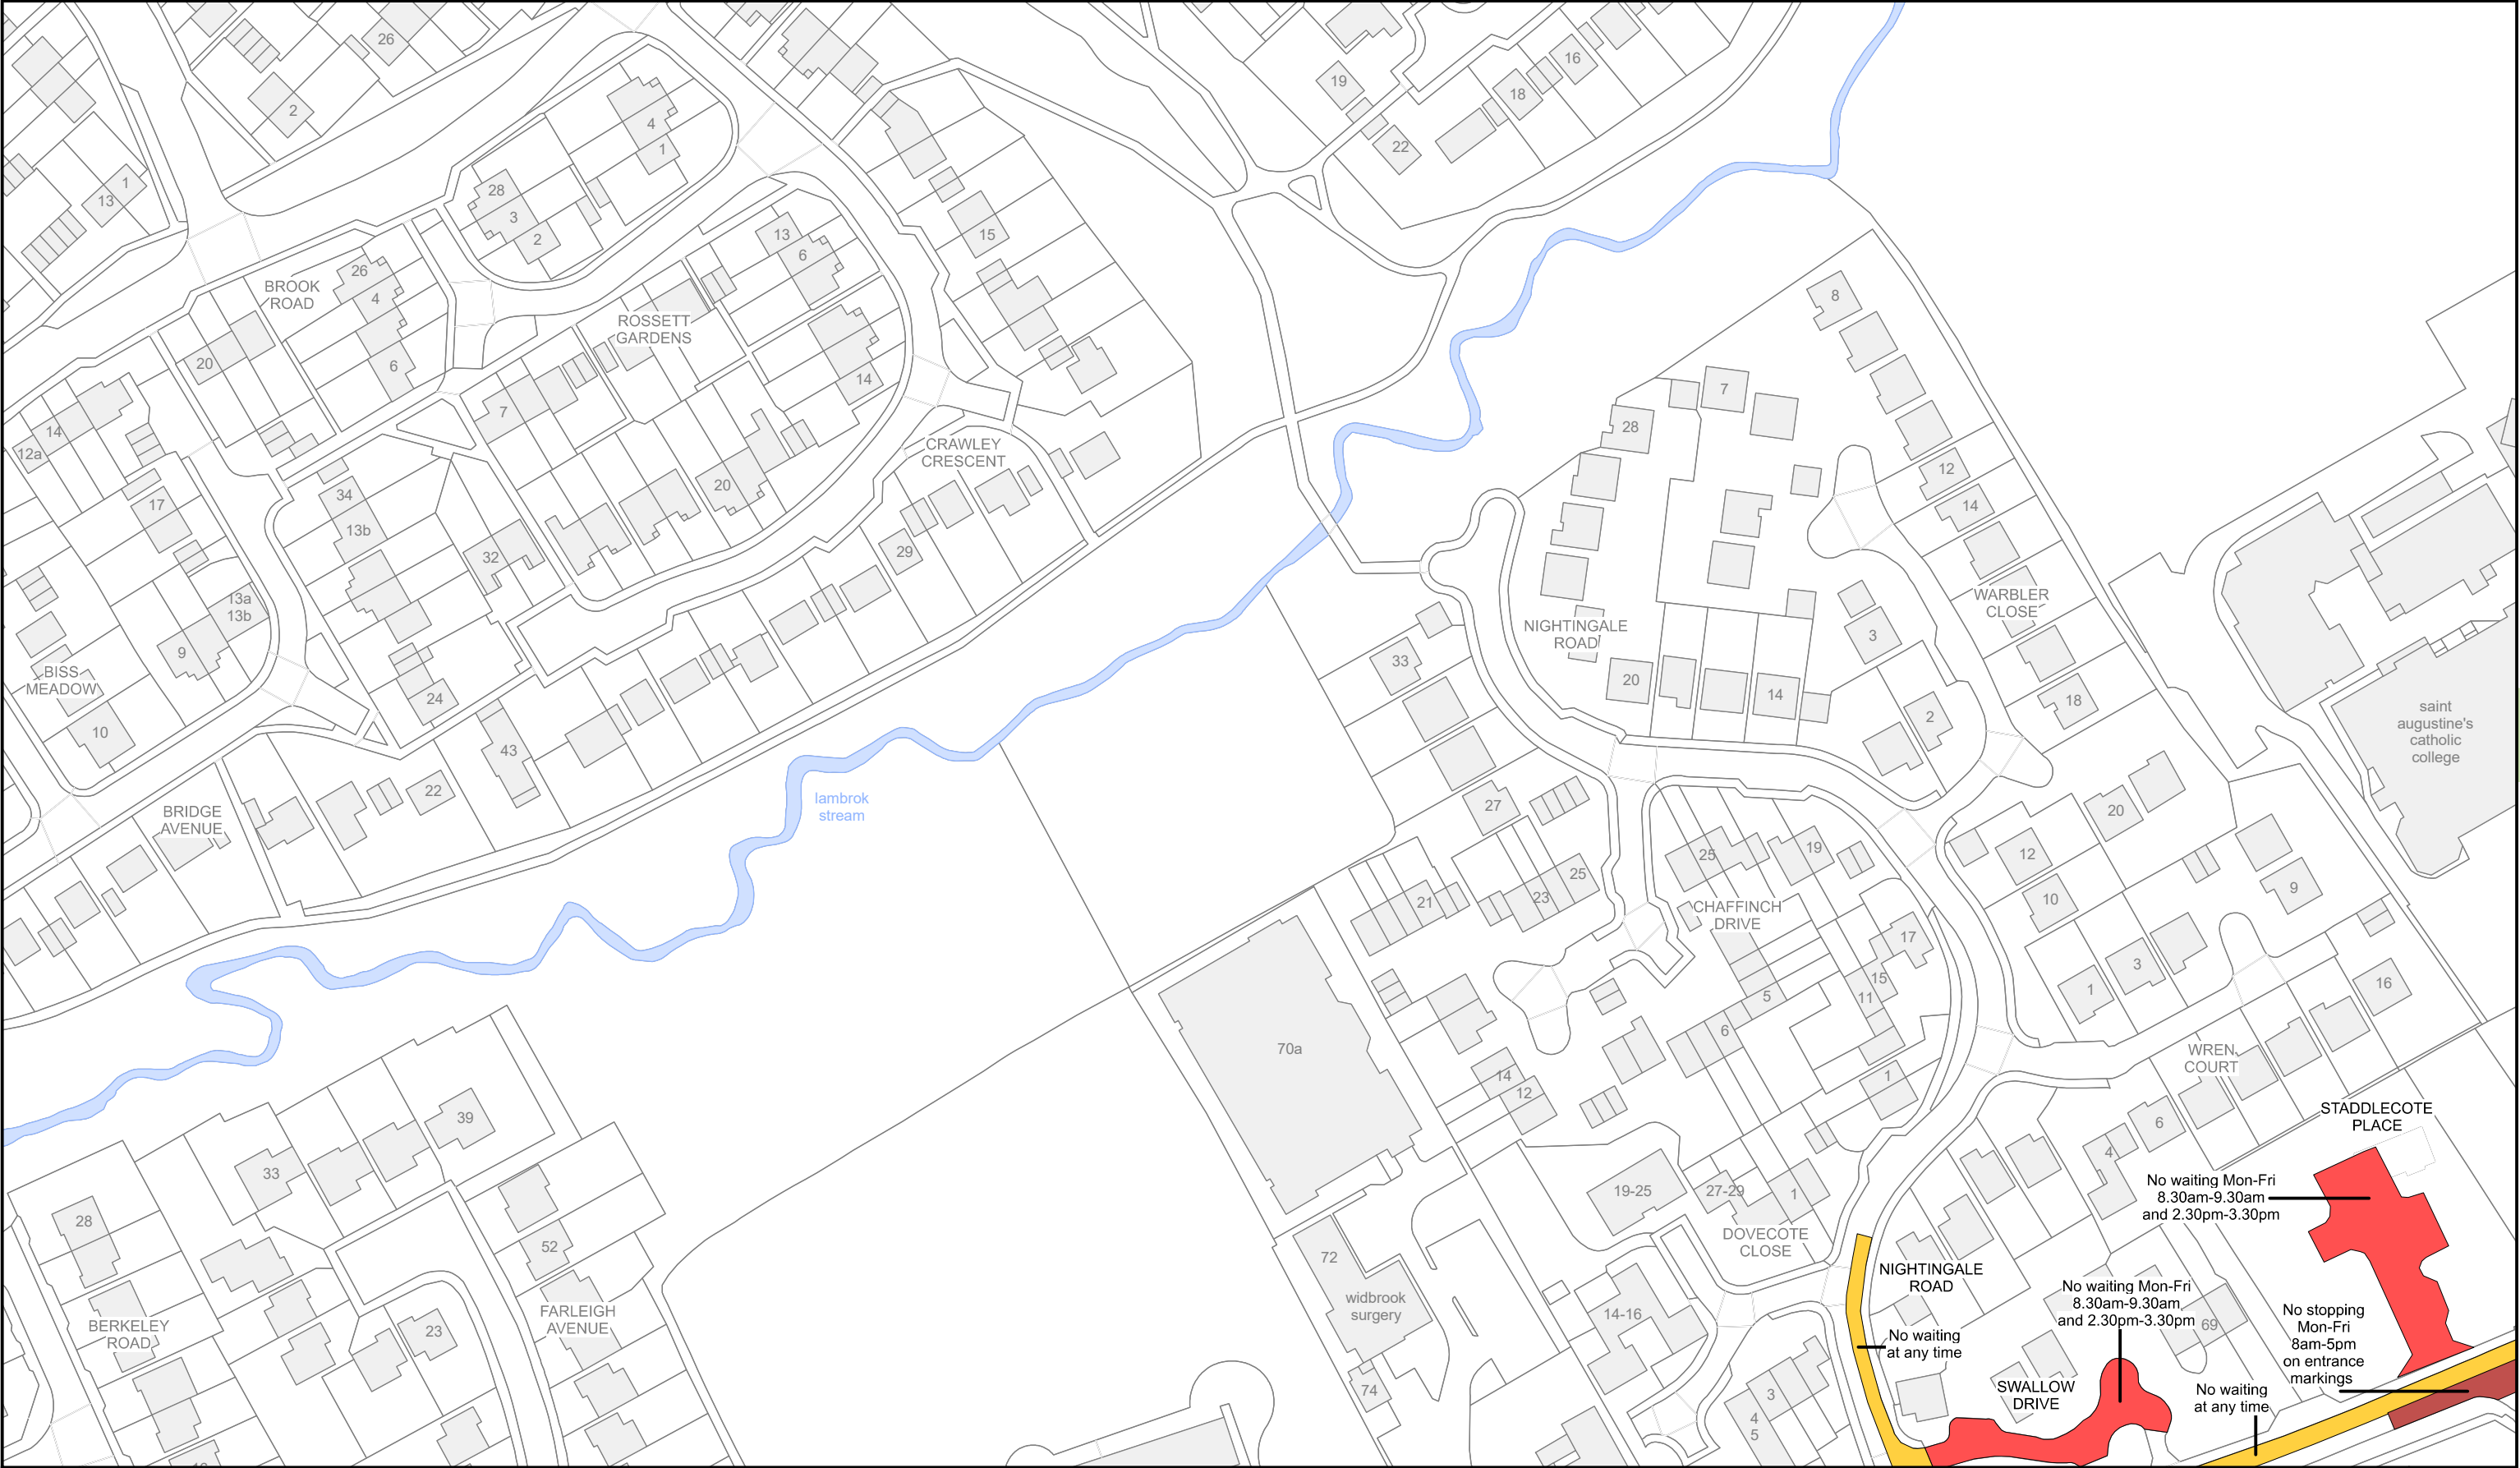 26
2
1
13
4
1
28
3
2
19
22
18
16
15
13
6
BROOK
ROAD
26
4
6
20
ROSSETT
GARDENS
7
14
14
12a
8
7
28
CRAWLEY
CRESCENT
20
29
17
34
13b
32
12
14
13a
13b
9
BISS
MEADOW
10
24
43
22
BRIDGE
AVENUE
NIGHTINGALE
ROAD
33
20
14
3
2
WARBLER
CLOSE
18
saint
augustine's
catholic
college
lambrok
stream
27
25
23
21
25
19
CHAFFINCH
DRIVE
17
15
11
5
6
1
12
10
20
9
3
1
16
WREN
COURT
6
4
70a
14
12
39
33
28
52
23
BERKELEY
ROAD
FARLEIGH
AVENUE
19-25
27-29
1
DOVECOTE
CLOSE
72
widbrook
surgery
74
14-16
3
4
5
STADDLECOTE
PLACE
No waiting Mon-Fri
8.30am-9.30am
and 2.30pm-3.30pm
NIGHTINGALE
ROAD
No waiting Mon-Fri
8.30am-9.30am
and 2.30pm-3.30pm
69
No stopping
Mon-Fri
8am-5pm
on entrance
markings
No waiting
at any time
SWALLOW
DRIVE
No waiting
at any time